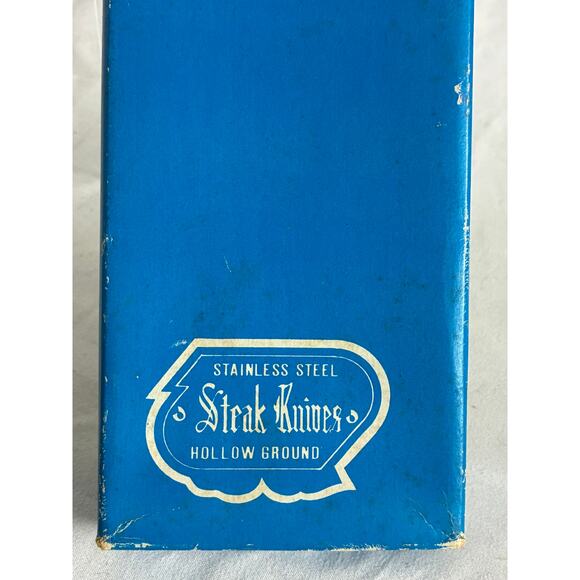 STAINLESS STEEL
Steak Knives
HOLLOW GROUND